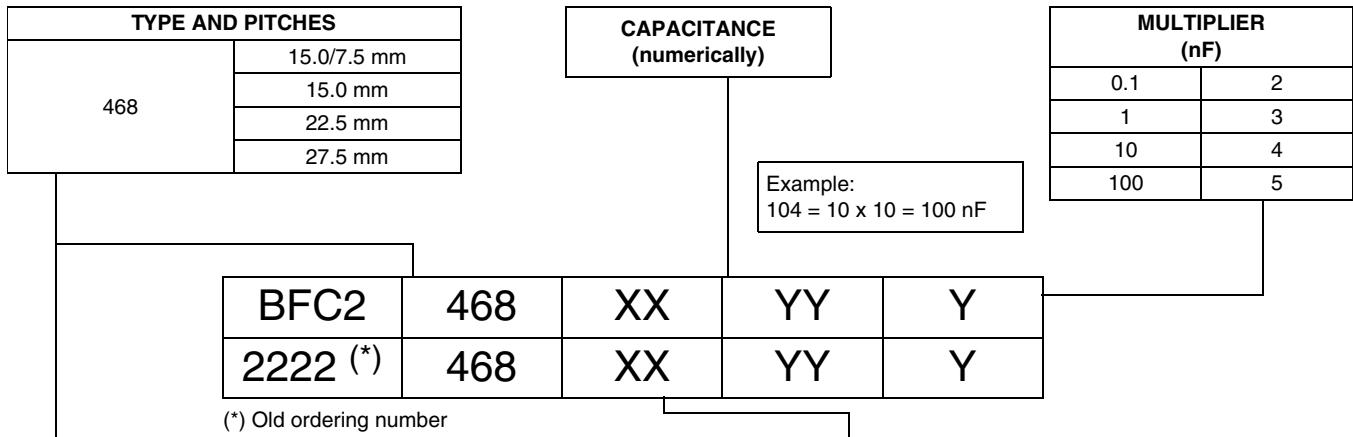 TYPE AND PITCHES
468
15.0/7.5 mm
15.0 mm
22.5 mm
27.5 mm
CAPACITANCE
(numerically)
MULTIPLIER
(nF)
0.1 2
1 3
10 4
100 5
Example:
104 = 10 x 10 = 100 nF
BFC2 468 XX YY Y
2222 (*) 468 XX YY Y
(*) Old ordering number